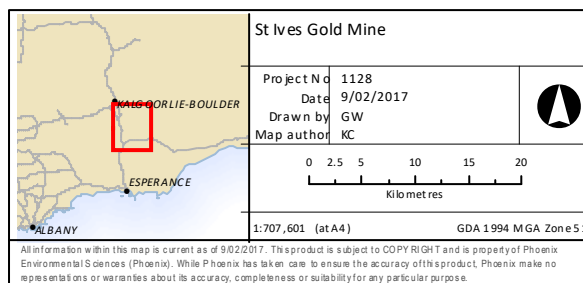 St Ives Gold Mine
KALGOORLIE-BOULDER
ESPERANCE
ALBANY
Project No 1128
Date 9/02/2017
Drawn by GW
Map author KC
0 2.5 5 10 15 20
Kilometres
1:707,601 (at A4) GDA 1994 MGA Zone 51
All information within this map is current as of 9/02/2017. This product is subject to COPYRIGHT and is property of Phoenix
Environmental Sciences (Phoenix). While Phoenix has taken care to ensure the accuracy of this product, Phoenix make no
representations or warranties about its accuracy, completeness or suitability for any particular purpose.